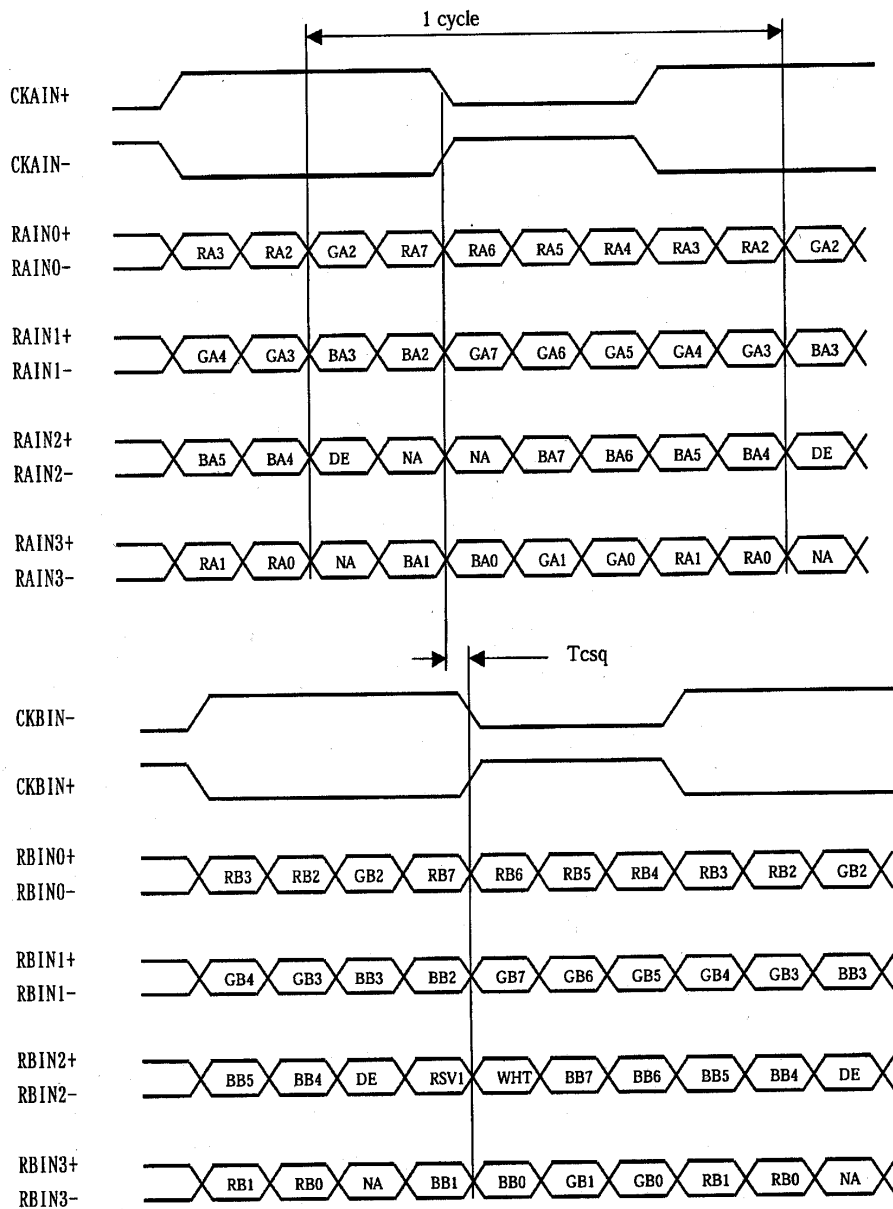 1 cycle
CKAIN+
CKAIN-
RAIN0+
RA3 RA2 GA2 RA7 RA6 RA5 RA4 RA3 RA2 GA2
RAIN0-
RAIN1+
GA4 GA3 BA3 BA2 GA7 GA6 GA5 GA4 GA3 BA3
RAIN1-
RAIN2+
BA5 BA4 DE NA NA BA7 BA6 BA5 BA4 DE
RAIN2-
RAIN3+
RA1 RA0 NA BA1 BA0 GA1 GA0 RA1 RA0 NA
RAIN3-
Tcsq
CKBIN-
CKBIN+
RBIN0+
RB3 RB2 GB2 RB7 RB6 RB5 RB4 RB3 RB2 GB2
RBIN0-
RBIN1+
GB4 GB3 BB3 BB2 GB7 GB6 GB5 GB4 GB3 BB3
RBIN1-
RBIN2+
BB5 BB4 DE RSV1 WHT BB7 BB6 BB5 BB4 DE
RBIN2-
RBIN3+
RB1 RB0 NA BB1 BB0 GB1 GB0 RB1 RB0 NA
RBIN3-